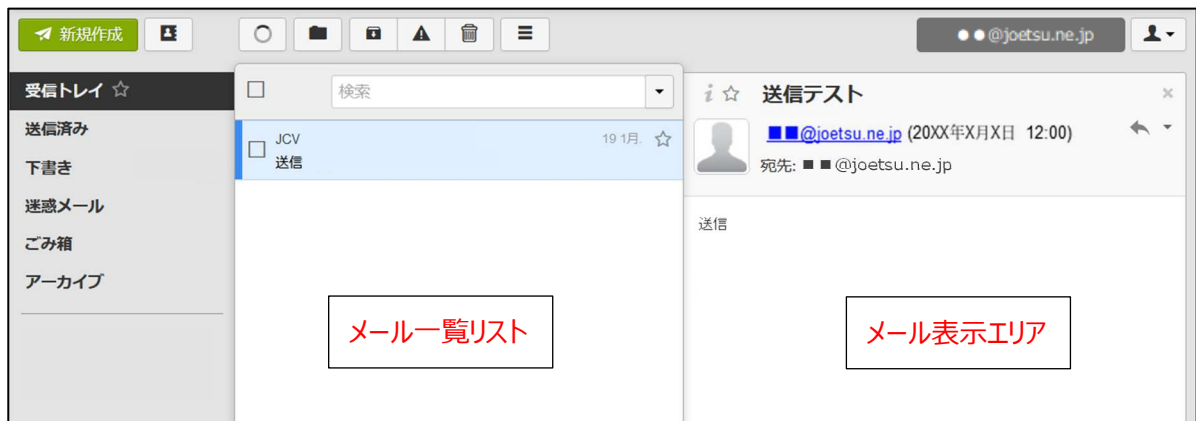 新規作成
●●@joetsu.ne.jp
受信トレイ
送信済み
下書き
迷惑メール
ごみ箱
アーカイブ
検索
JCV 19 1月.
送信
メール一覧リスト
i 送信テスト ×
■■@joetsu.ne.jp (20XX年X月X日 12:00)
宛先: ■■@joetsu.ne.jp
送信
メール表示エリア